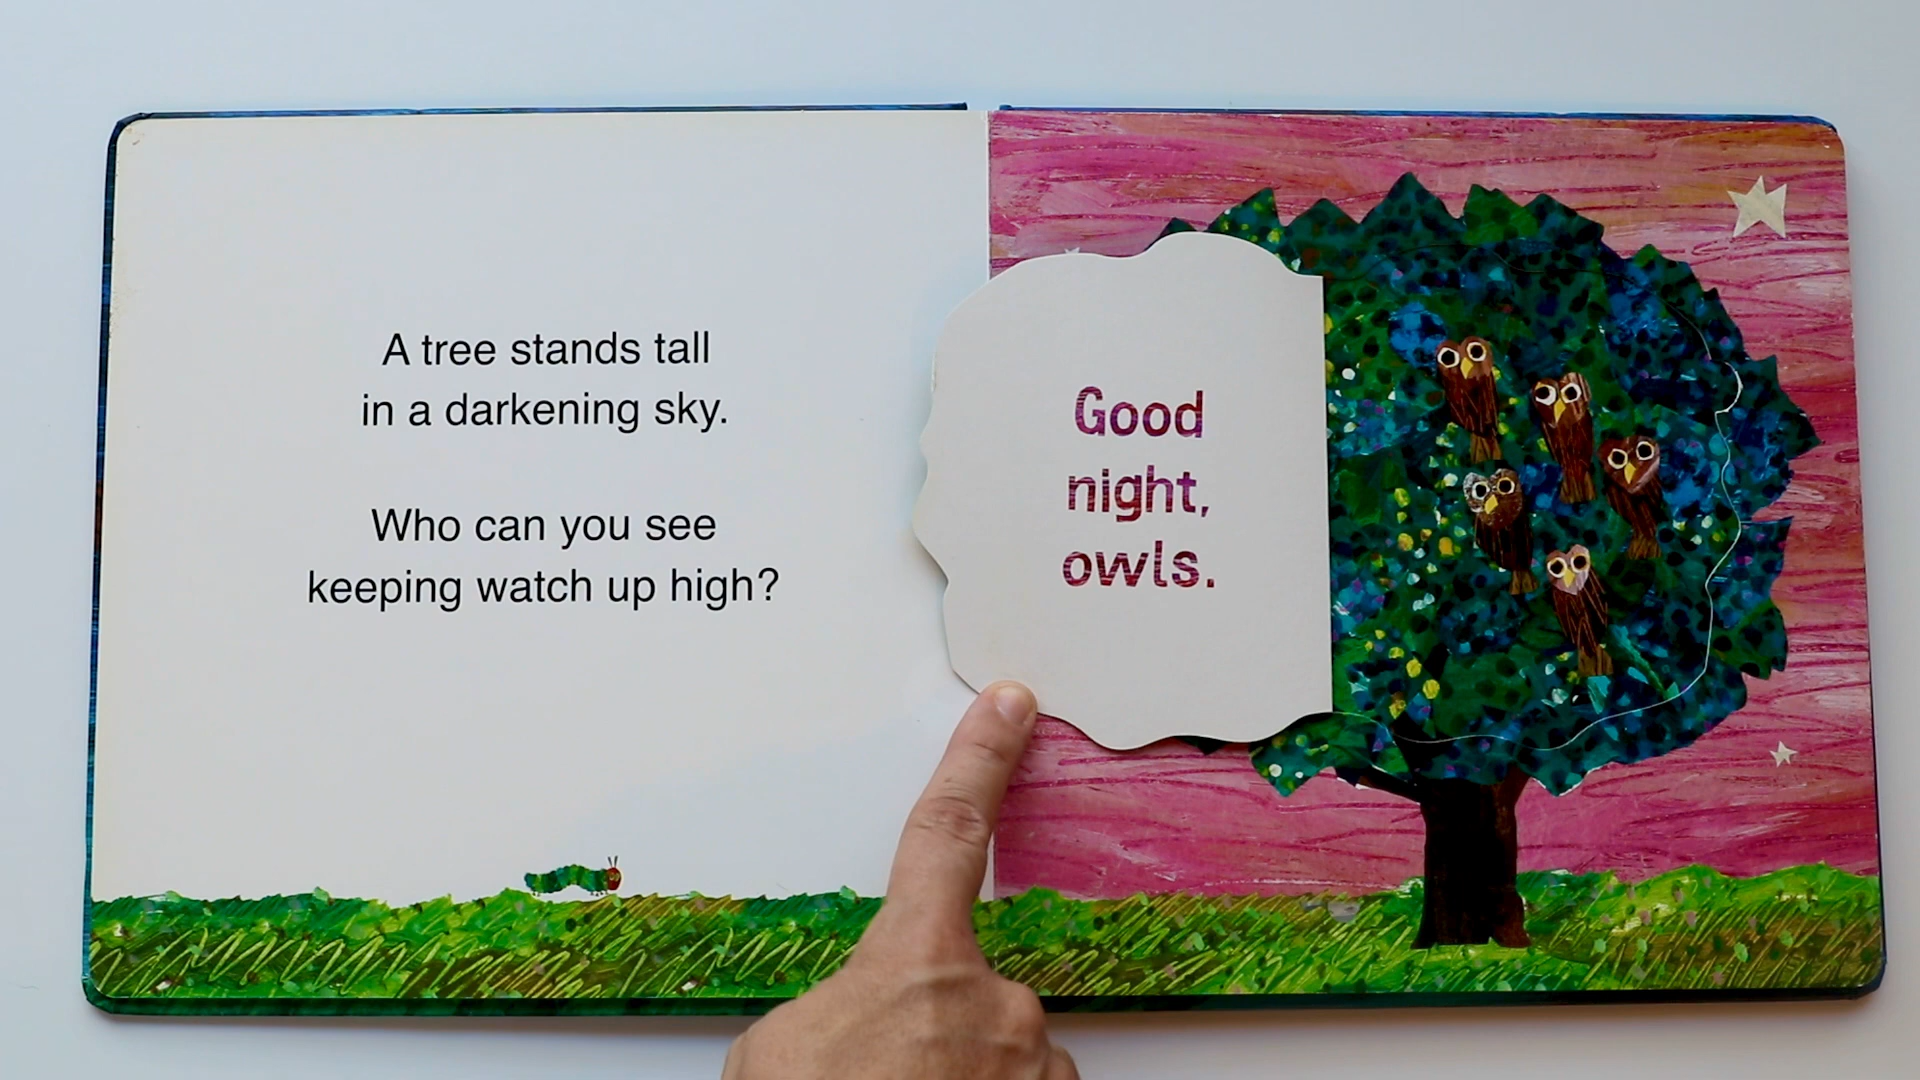 A tree stands tall
in a darkening sky.
Who can you see
keeping watch up high?
Good
night,
owls.